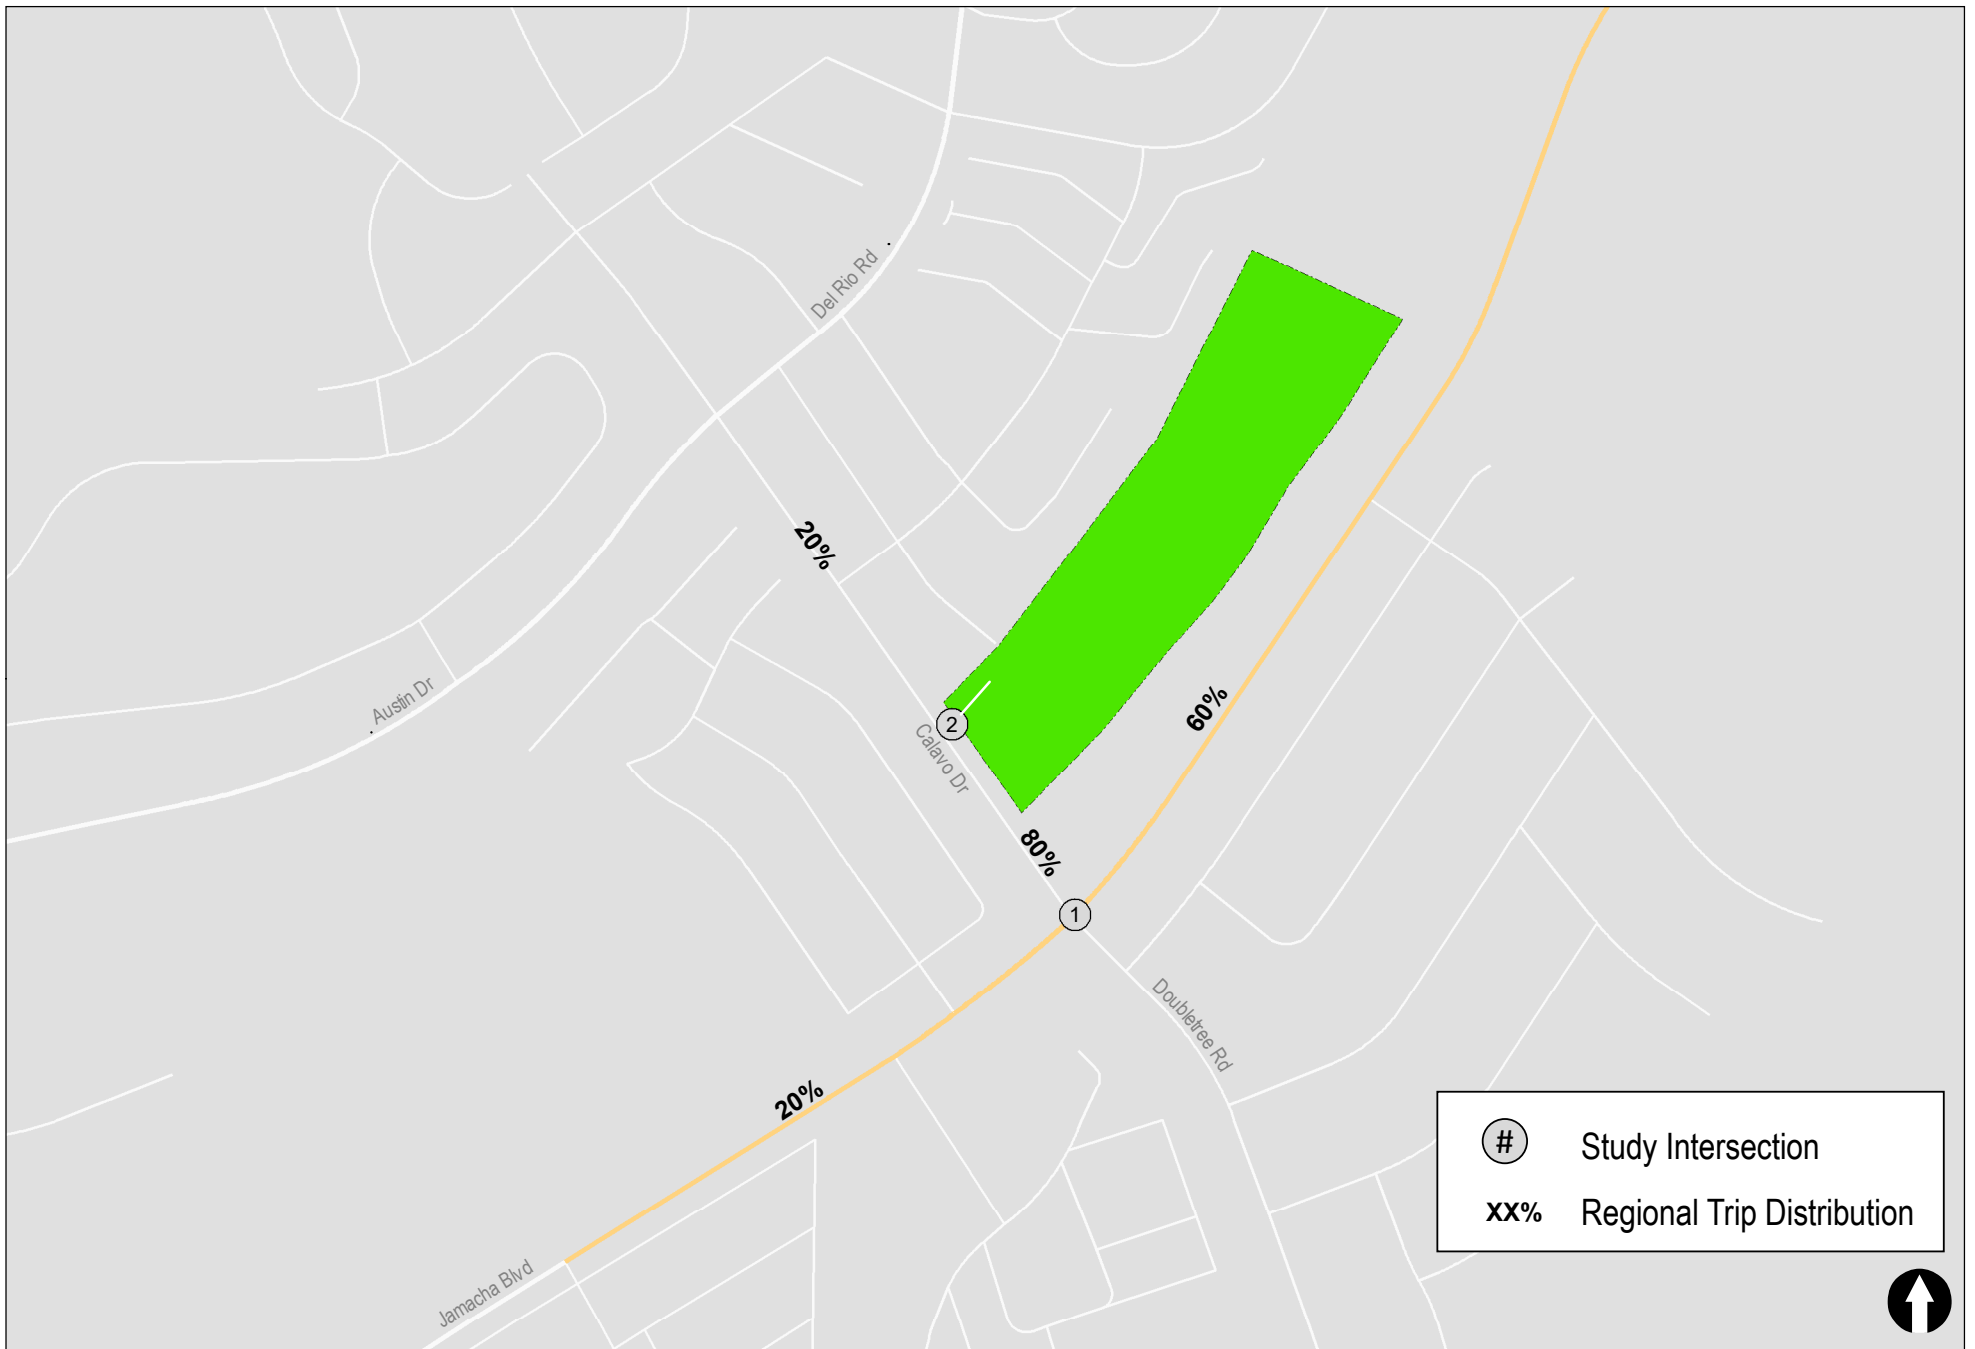 Del Rio Rd
20%
Austin Dr
60%
2
Calavo Dr
80%
1
Doubletree Rd
20%
Jamacha Blvd
# Study Intersection
XX% Regional Trip Distribution